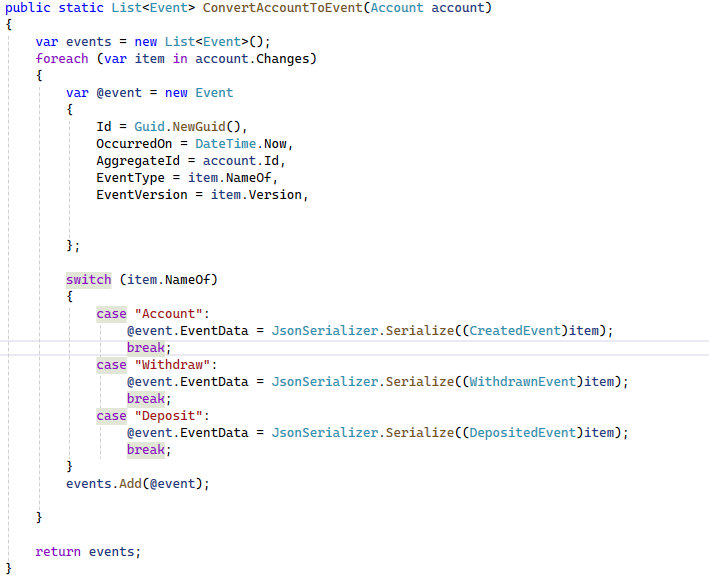 public static List<Event> ConvertAccountToEvent(Account account)
{
var events = new List<Event>();
foreach (var item in account.Changes)
{
var @event = new Event
{
Id = Guid.NewGuid(),
OccurredOn = DateTime.Now,
AggregateId = account.Id,
EventType = item.NameOf,
EventVersion = item.Version,
};
switch (item.NameOf)
{
case "Account":
@event.EventData = JsonSerializer.Serialize((CreatedEvent)item);
break;
case "Withdraw":
@event.EventData = JsonSerializer.Serialize((WithdrawnEvent)item);
break;
case "Deposit":
@event.EventData = JsonSerializer.Serialize((DepositedEvent)item);
break;
}
events.Add(@event);
}
return events;
}